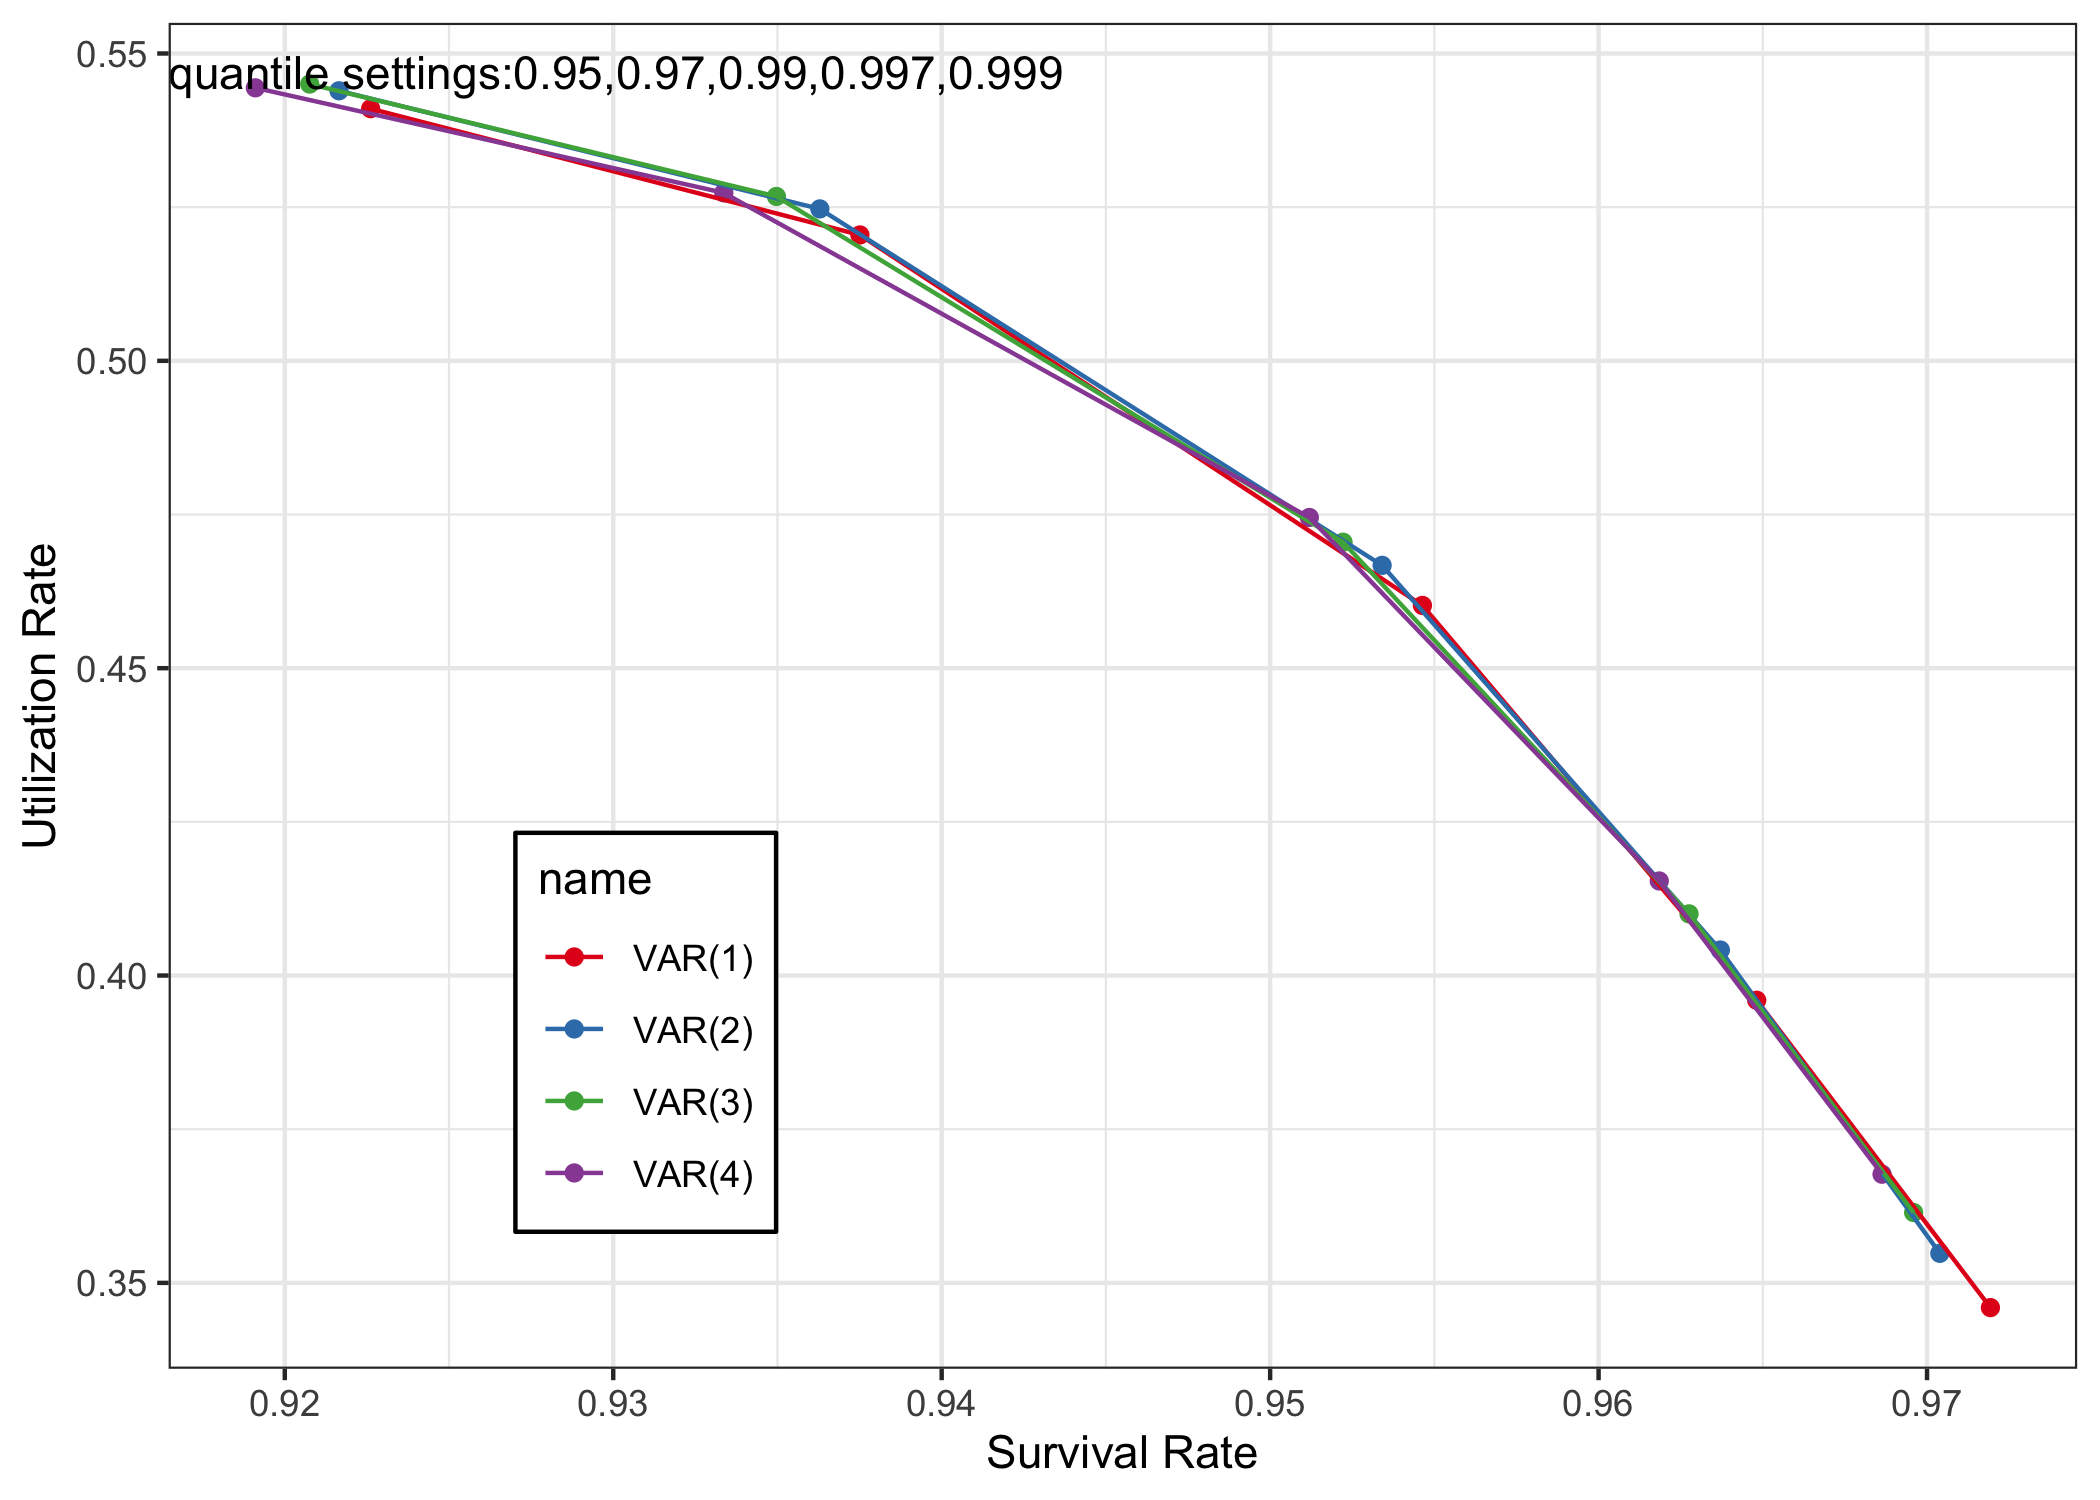 quantile settings:0.95,0.97,0.99,0.997,0.999
0.55
0.50
0.45
0.40
0.35
Utilization Rate
name
VAR(1)
VAR(2)
VAR(3)
VAR(4)
0.92 0.93 0.94 0.95 0.96 0.97
Survival Rate